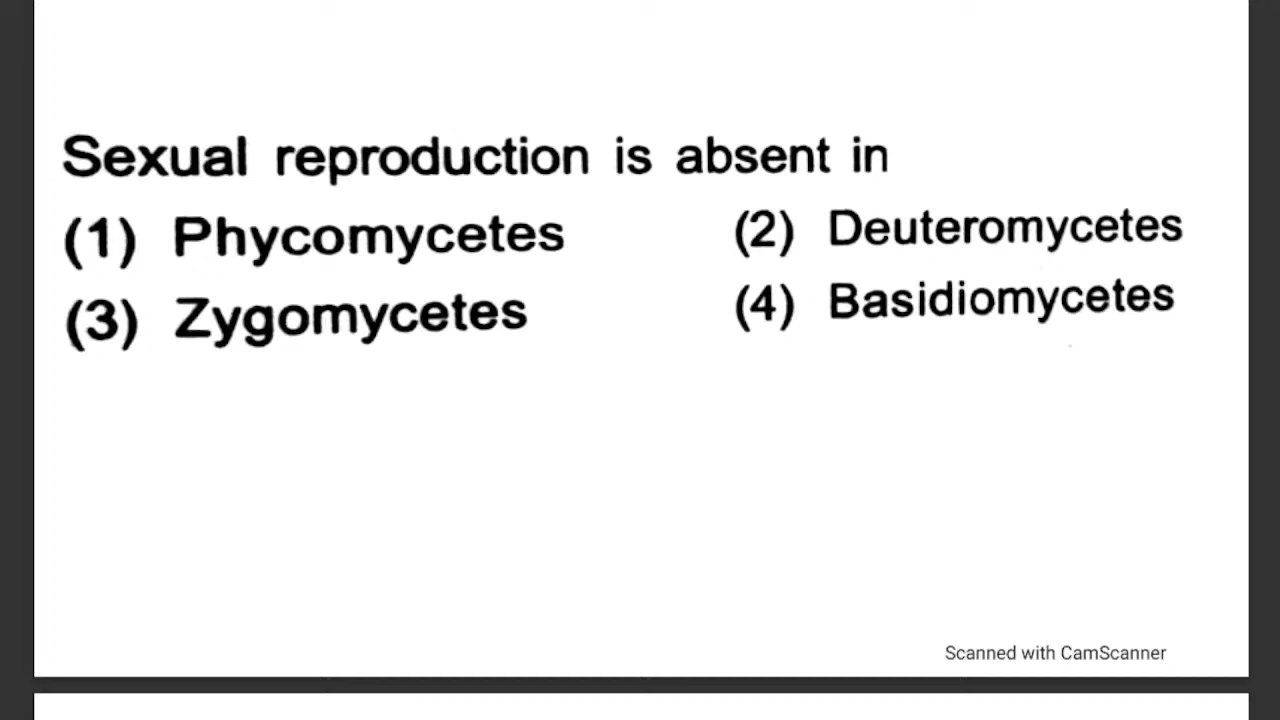 Sexual reproduction is absent in
(1) Phycomycetes (2) Deuteromycetes
(3) Zygomycetes (4) Basidiomycetes
Scanned with CamScanner